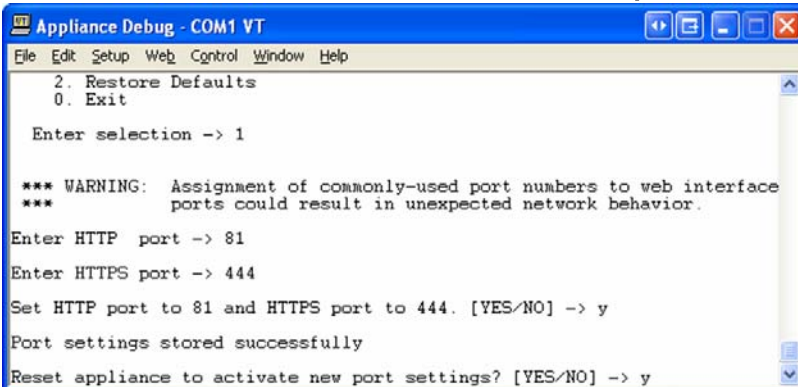 Appliance Debug - COM1 VT
File Edit Setup Web Control Window Help
2. Restore Defaults
0. Exit
Enter selection -> 1
*** WARNING: Assignment of commonly-used port numbers to web interface
*** ports could result in unexpected network behavior.
Enter HTTP port -> 81
Enter HTTPS port -> 444
Set HTTP port to 81 and HTTPS port to 444. [YES/NO] -> y
Port settings stored successfully
Reset appliance to activate new port settings? [YES/NO] -> y